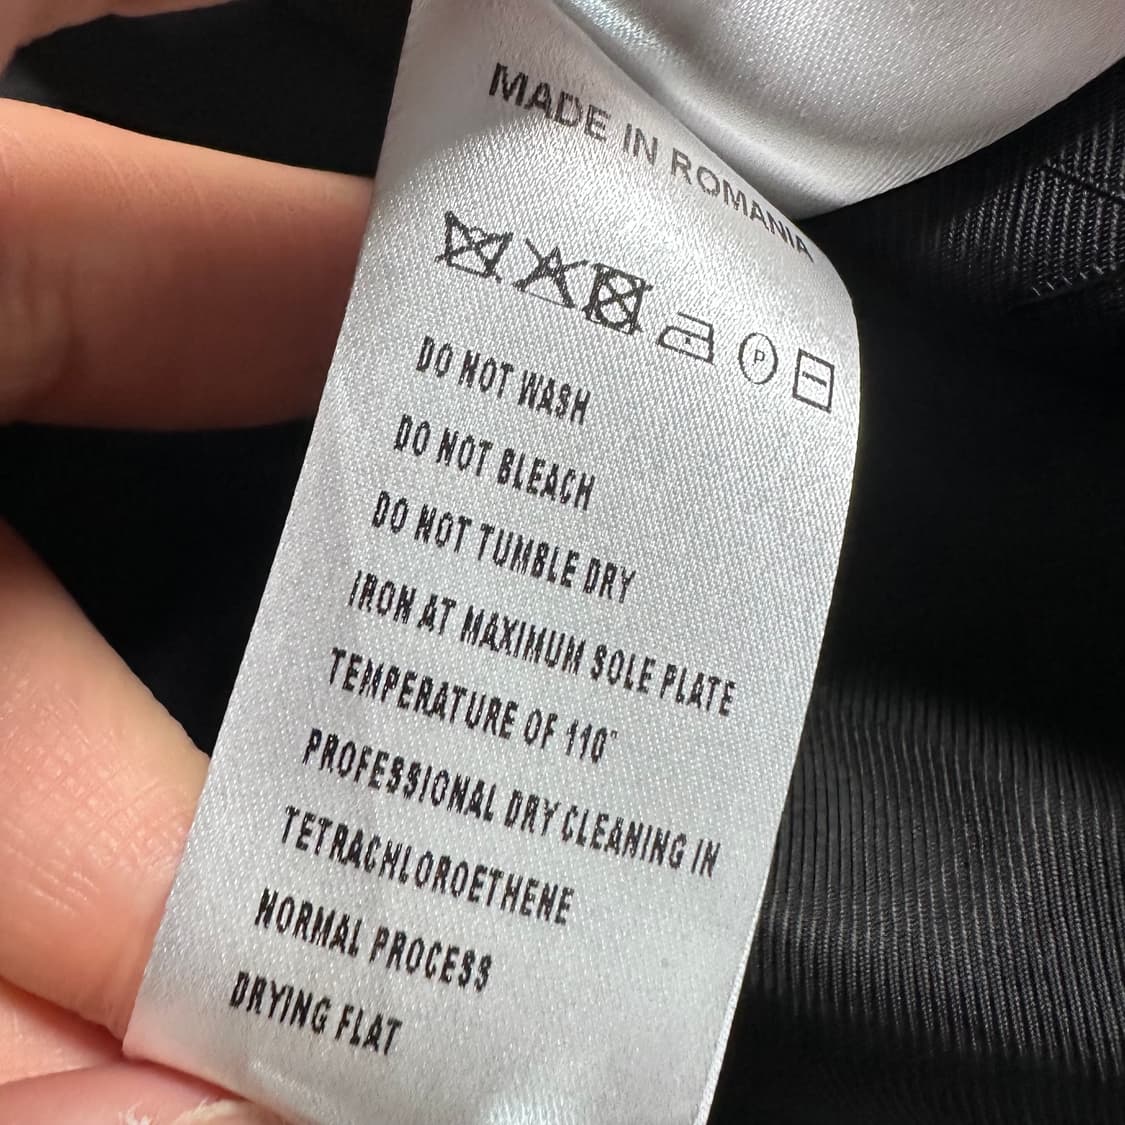 MADE IN ROMANIA
P
DO NOT WASH
DO NOT BLEACH
DO NOT TUMBLE DRY
IRON AT MAXIMUM SOLE PLATE
TEMPERATURE OF 110°
PROFESSIONAL DRY CLEANING IN
TETRACHLOROETHENE
NORMAL PROCESS
DRYING FLAT